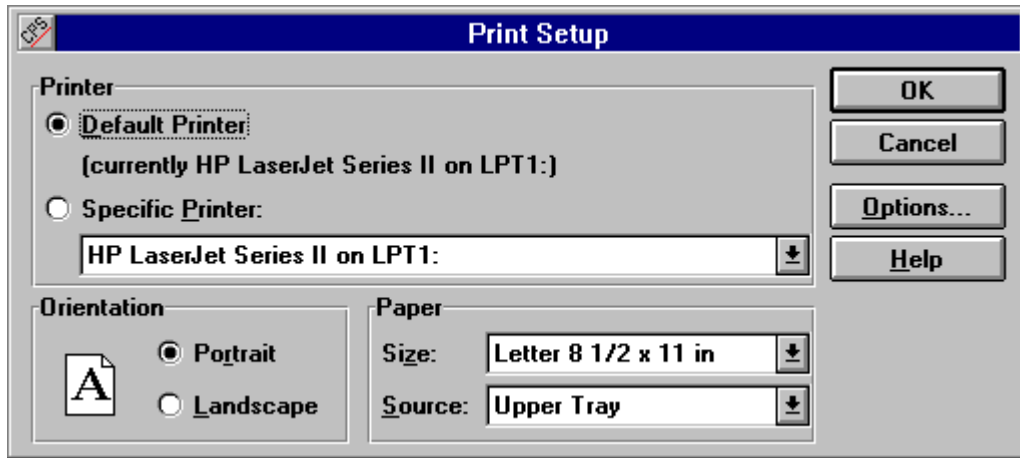 CPS
Print Setup
Printer
Default Printer
(currently HP LaserJet Series II on LPT1:)
Specific Printer:
HP LaserJet Series II on LPT1:
OK
Cancel
Options...
Help
Orientation
A
Portrait
Landscape
Paper
Size:
Letter 8 1/2 x 11 in
Source:
Upper Tray